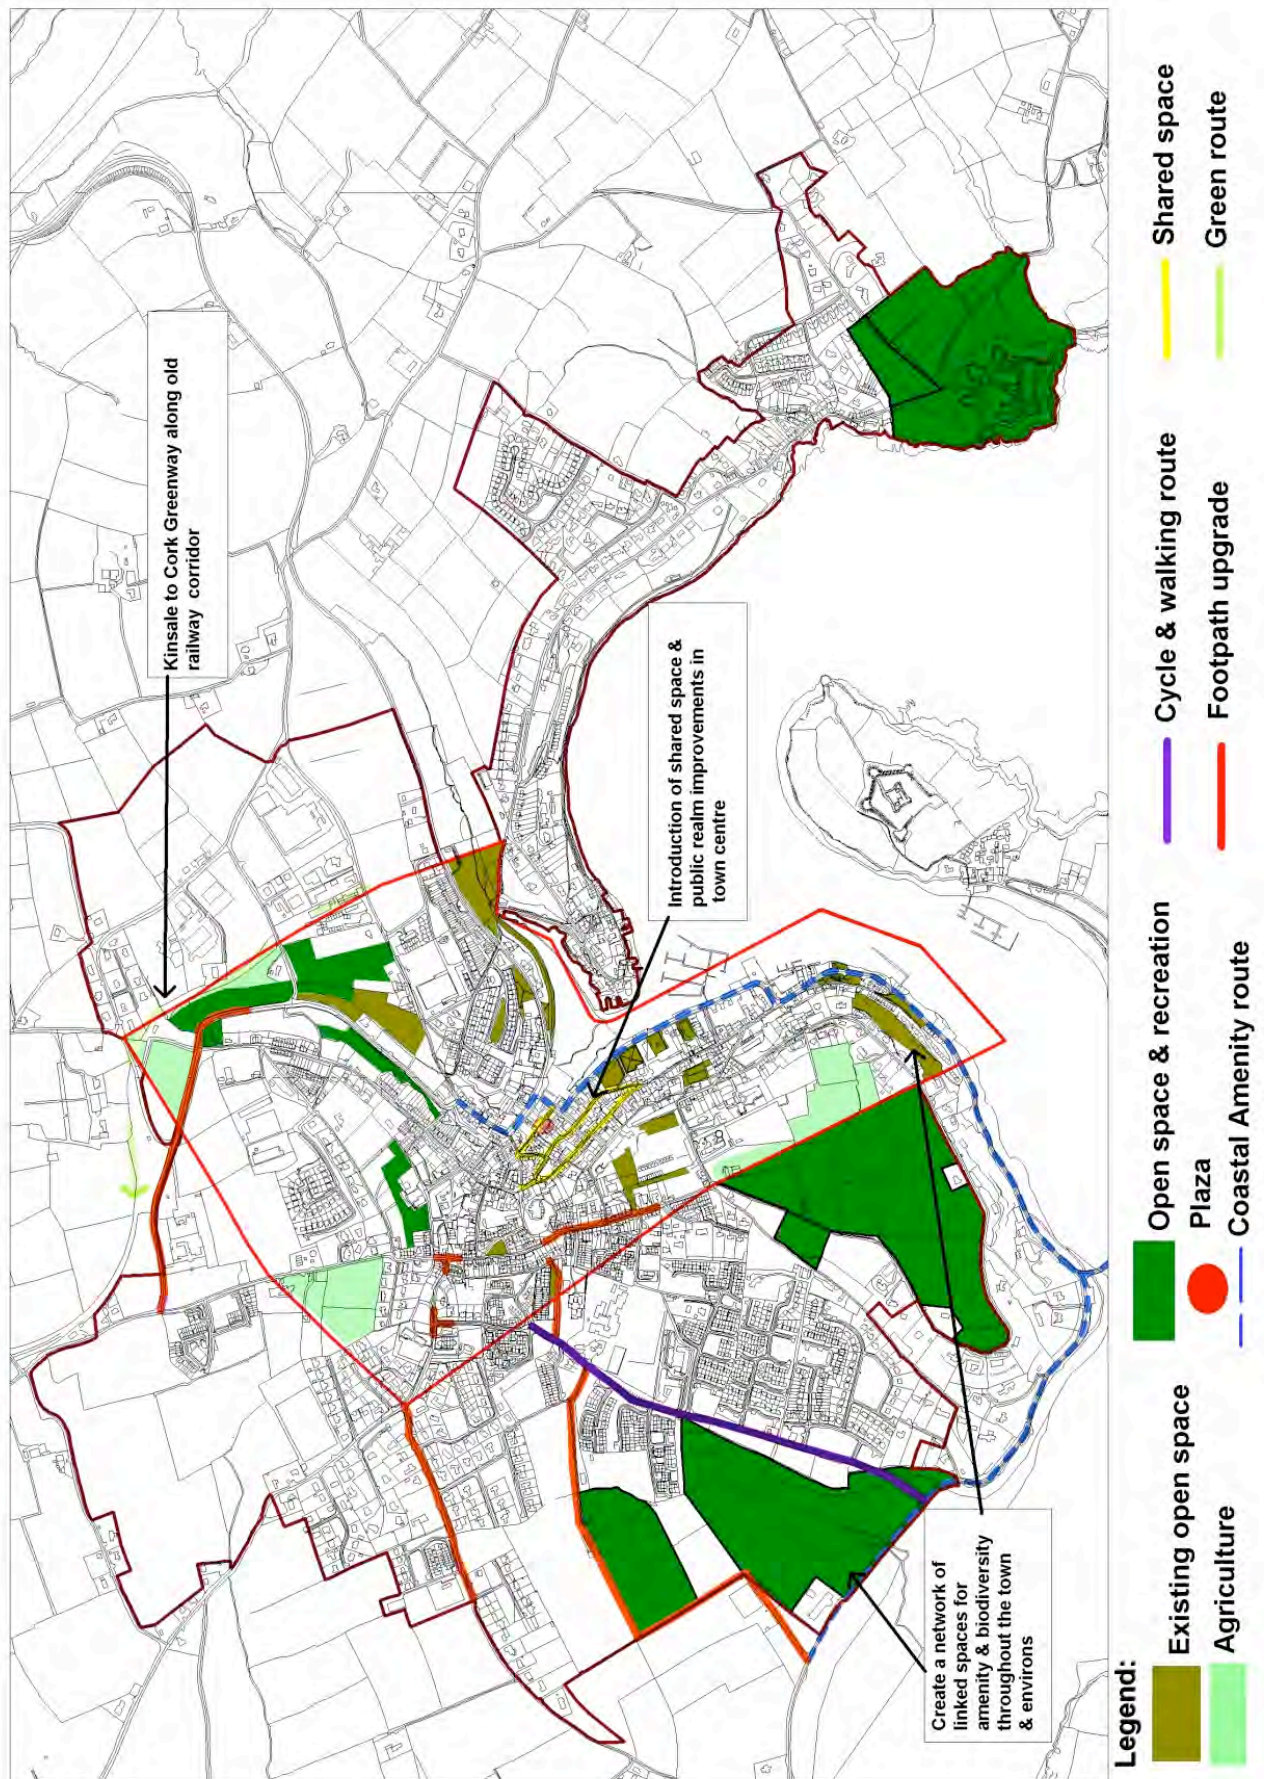 Kinsale to Cork Greenway along old
railway corridor
Introduction of shared space &
public realm improvements in
town centre
Create a network of
linked spaces for
amenity & biodiversity
throughout the town
& environs
Legend:
Existing open space
Agriculture
Open space & recreation
Plaza
Coastal Amenity route
Cycle & walking route
Footpath upgrade
Shared space
Green route